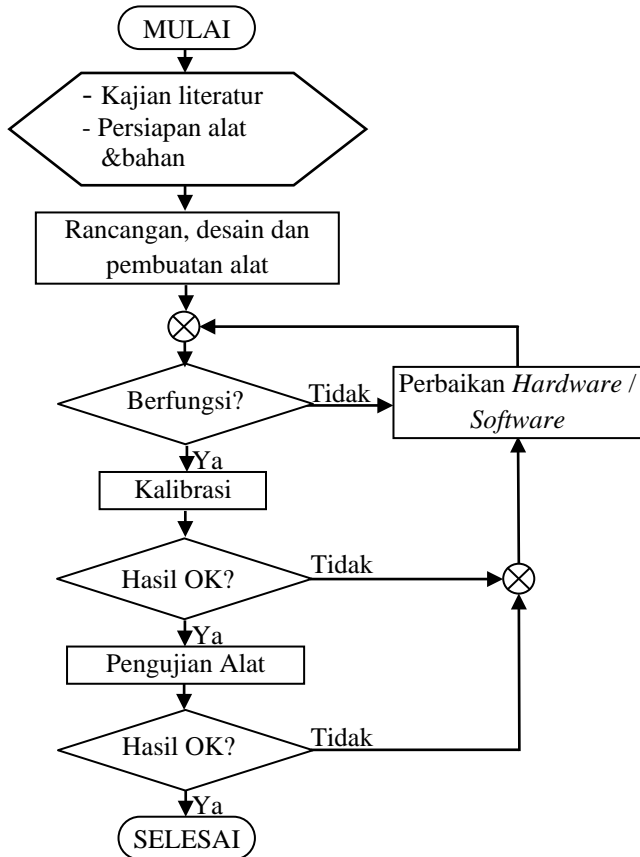 MULAI
- Kajian literatur
- Persiapan alat
&bahan
Rancangan, desain dan
pembuatan alat
Berfungsi?
Tidak
Perbaikan Hardware /
Software
Ya
Kalibrasi
Hasil OK?
Tidak
Ya
Pengujian Alat
Hasil OK?
Tidak
Ya
SELESAI